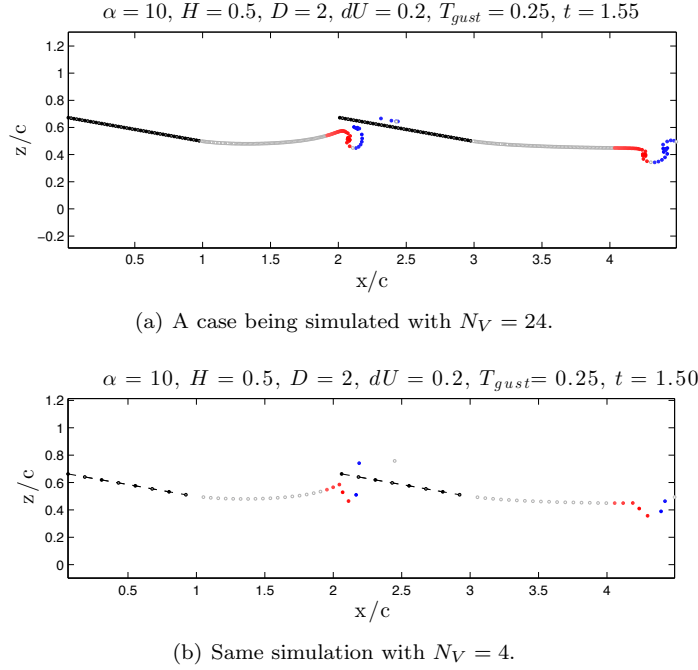 α = 10, H = 0.5, D = 2, dU = 0.2, T_gust = 0.25, t = 1.55
z/c
1.2
1
0.8
0.6
0.4
0.2
0
−0.2
0.5 1 1.5 2 2.5 3 3.5 4
x/c
(a) A case being simulated with N_V = 24.
α = 10, H = 0.5, D = 2, dU = 0.2, T_gust = 0.25, t = 1.50
z/c
1.2
1
0.8
0.6
0.4
0.2
0
−0.2
0.5 1 1.5 2 2.5 3 3.5 4
x/c
(b) Same simulation with N_V = 4.